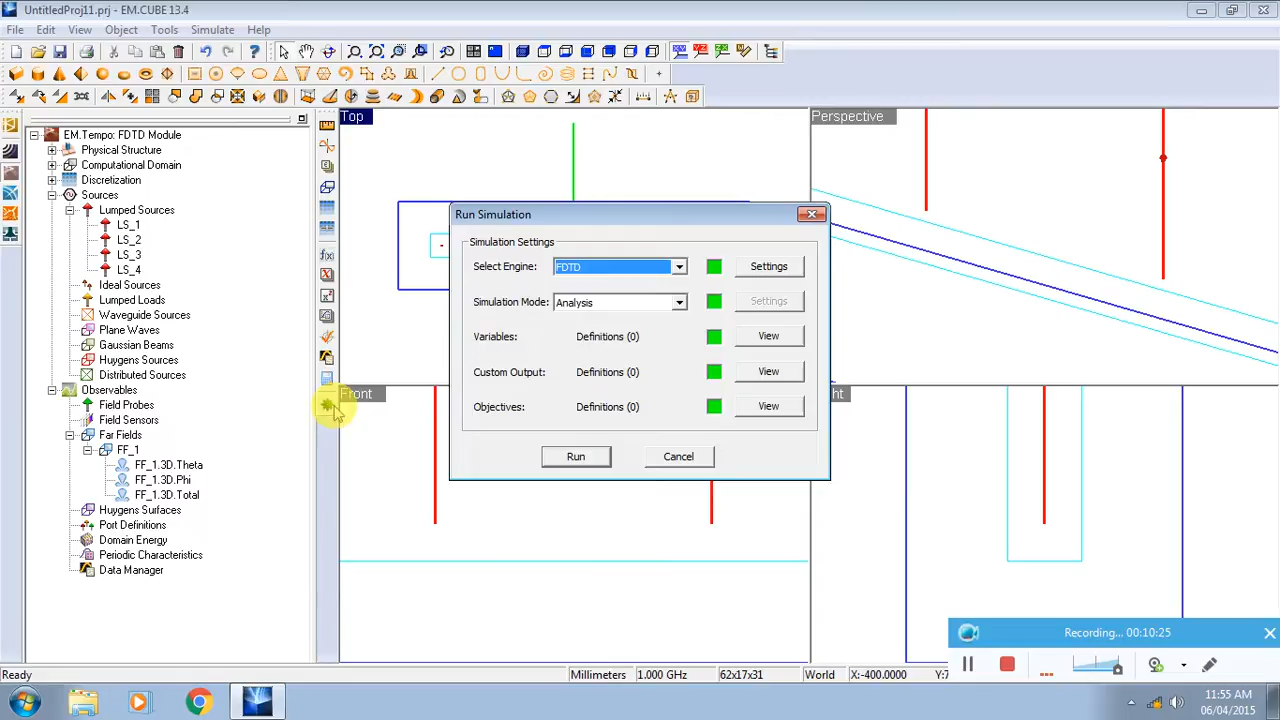 UntitledProj11.prj - EM.CUBE 13.4
File Edit View Object Tools Simulate Help
EM.Tempo: FDTD Module
Physical Structure
Computational Domain
Discretization
Sources
Lumped Sources
LS_1
LS_2
LS_3
LS_4
Ideal Sources
Lumped Loads
Waveguide Sources
Plane Waves
Gaussian Beams
Huygens Sources
Distributed Sources
Observables
Field Probes
Field Sensors
Far Fields
FF_1
FF_1.3D.Theta
FF_1.3D.Phi
FF_1.3D.Total
Huygens Surfaces
Port Definitions
Domain Energy
Periodic Characteristics
Data Manager
Top
Perspective
Front
ht
Run Simulation
Simulation Settings
Select Engine: FDTD Settings
Simulation Mode: Analysis Settings
Variables: Definitions (0) View
Custom Output: Definitions (0) View
Objectives: Definitions (0) View
Run Cancel
Recording... 00:10:25
Ready Millimeters 1.000 GHz 62x17x31 World X:-400.0000 Y:7
11:55 AM
06/04/2015